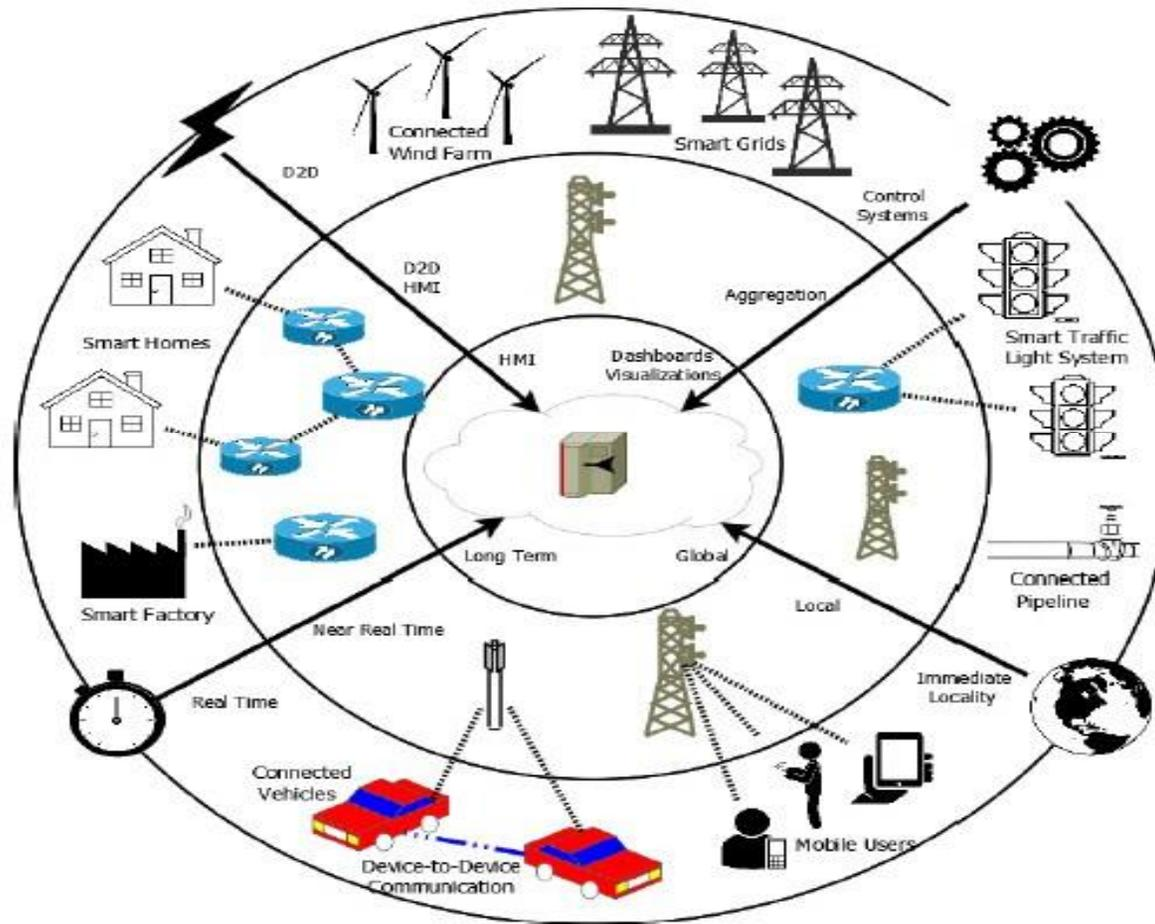 Connected
Wind Farm
Smart Grids
D2D
Control
Systems
D2D
HMI
Aggregation
Smart Homes
HMI
Dashboards
Visualizations
Smart Traffic
Light System
Long Term
Global
Connected
Pipeline
Smart Factory
Near Real Time
Local
Real Time
Immediate
Locality
Connected
Vehicles
Device-to-Device
Communication
Mobile Users